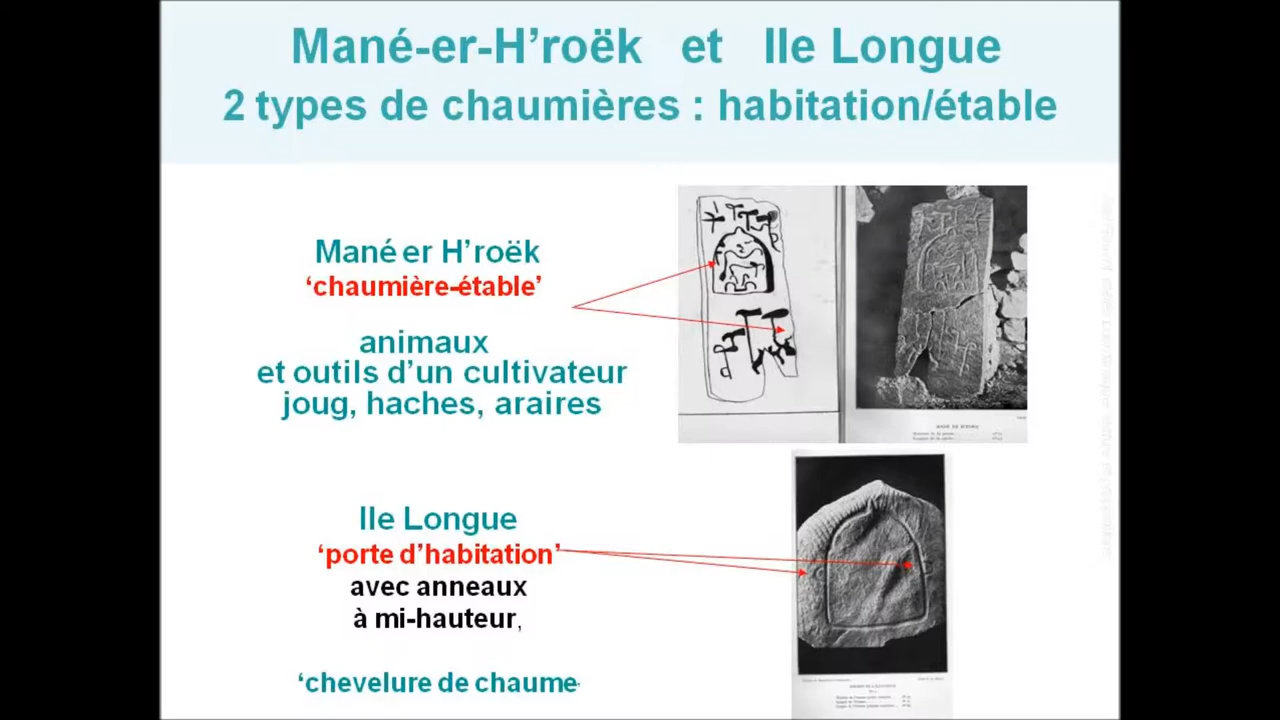 Mané-er-H'roëk et Ile Longue
2 types de chaumières : habitation/étable
Mané er H'roëk
'chaumière-étable'
animaux
et outils d'un cultivateur
joug, haches, araires
Ile Longue
'porte d'habitation'
avec anneaux
à mi-hauteur,
'chevelure de chaume